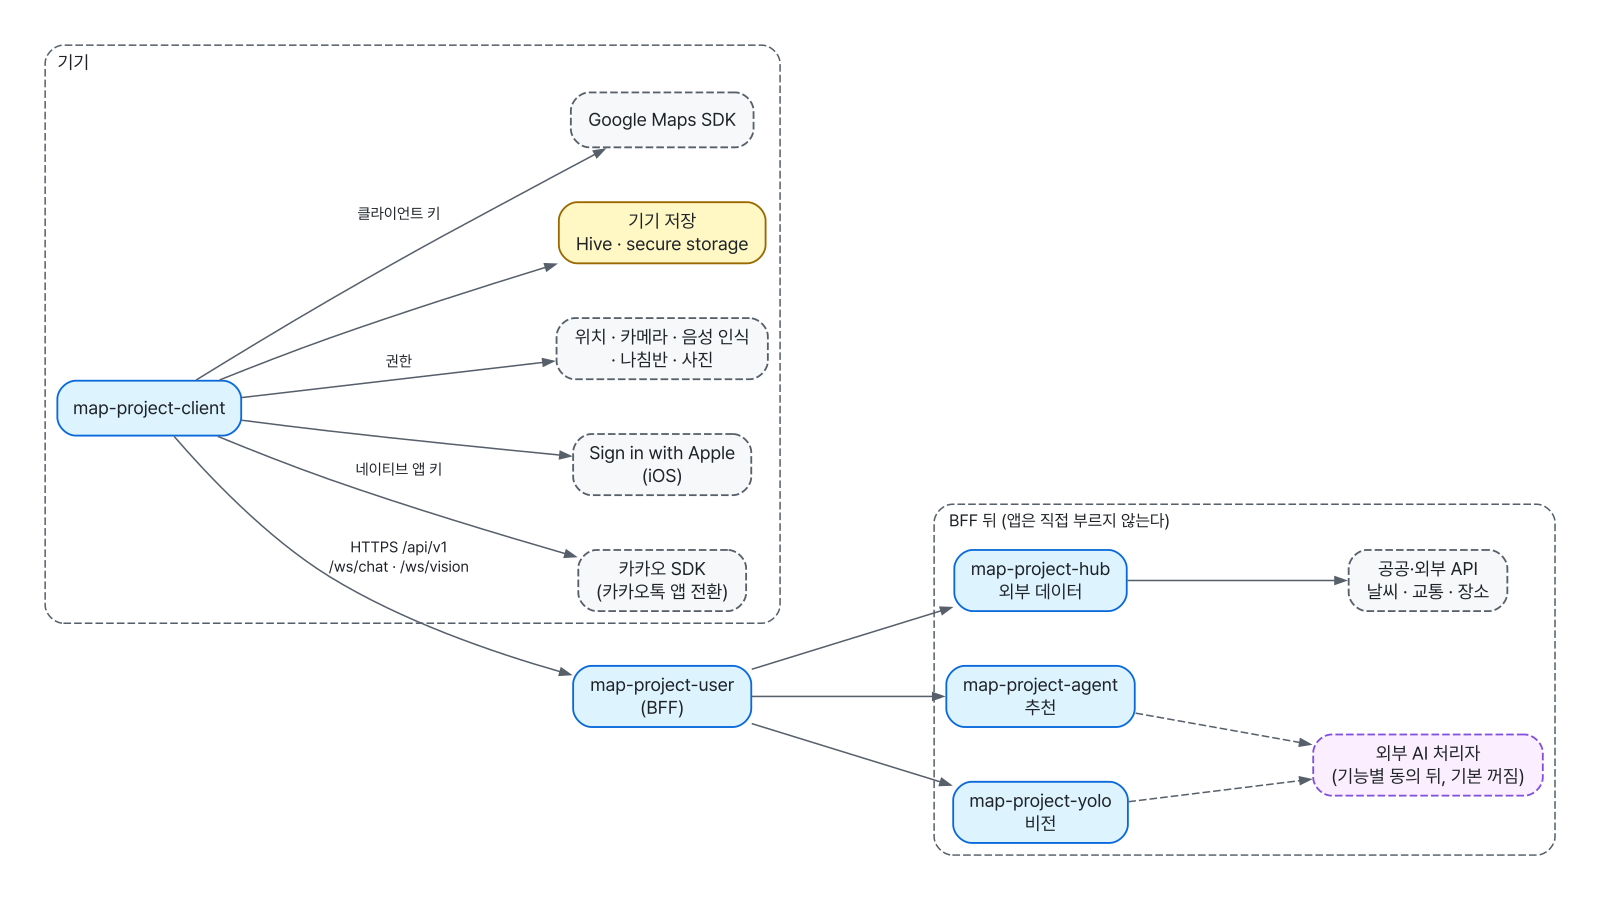 기기
Google Maps SDK
클라이언트 키
기기 저장
Hive · secure storage
위치 · 카메라 · 음성 인식
· 나침반 · 사진
권한
map-project-client
Sign in with Apple
(iOS)
네이티브 앱 키
카카오 SDK
(카카오톡 앱 전환)
HTTPS /api/v1
/ws/chat · /ws/vision
map-project-user
(BFF)
BFF 뒤 (앱은 직접 부르지 않는다)
map-project-hub
외부 데이터
공공·외부 API
날씨 · 교통 · 장소
map-project-agent
추천
외부 AI 처리자
(기능별 동의 뒤, 기본 꺼짐)
map-project-yolo
비전